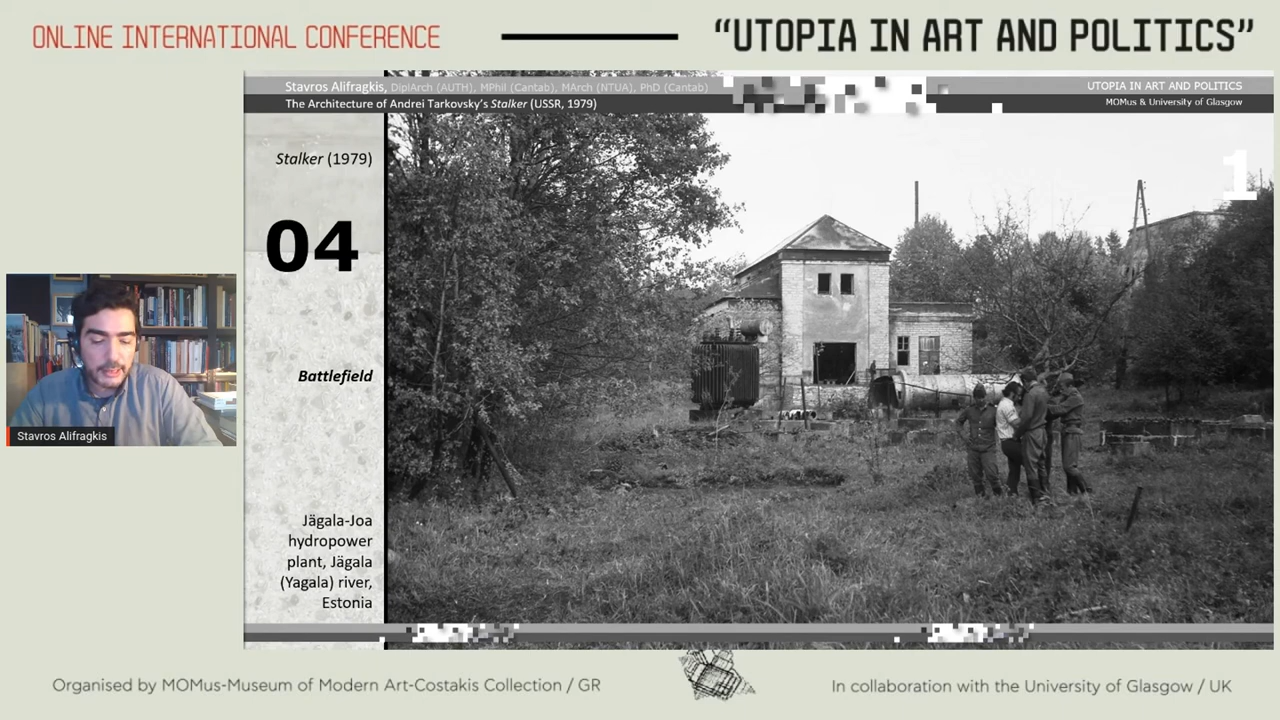 ONLINE INTERNATIONAL CONFERENCE
“UTOPIA IN ART AND POLITICS”
Stavros Alifragkis, DiplArch (AUTH), MPhil (Cantab), MArch (NTUA), PhD (Cantab)
UTOPIA IN ART AND POLITICS
The Architecture of Andrei Tarkovsky’s Stalker (USSR, 1979)
MOMus & University of Glasgow
Stalker (1979)
1
04
Battlefield
Stavros Alifragkis
Jägala-Joa
hydropower
plant, Jägala
(Yagala) river,
Estonia
Organised by MOMus-Museum of Modern Art-Costakis Collection / GR
In collaboration with the University of Glasgow / UK